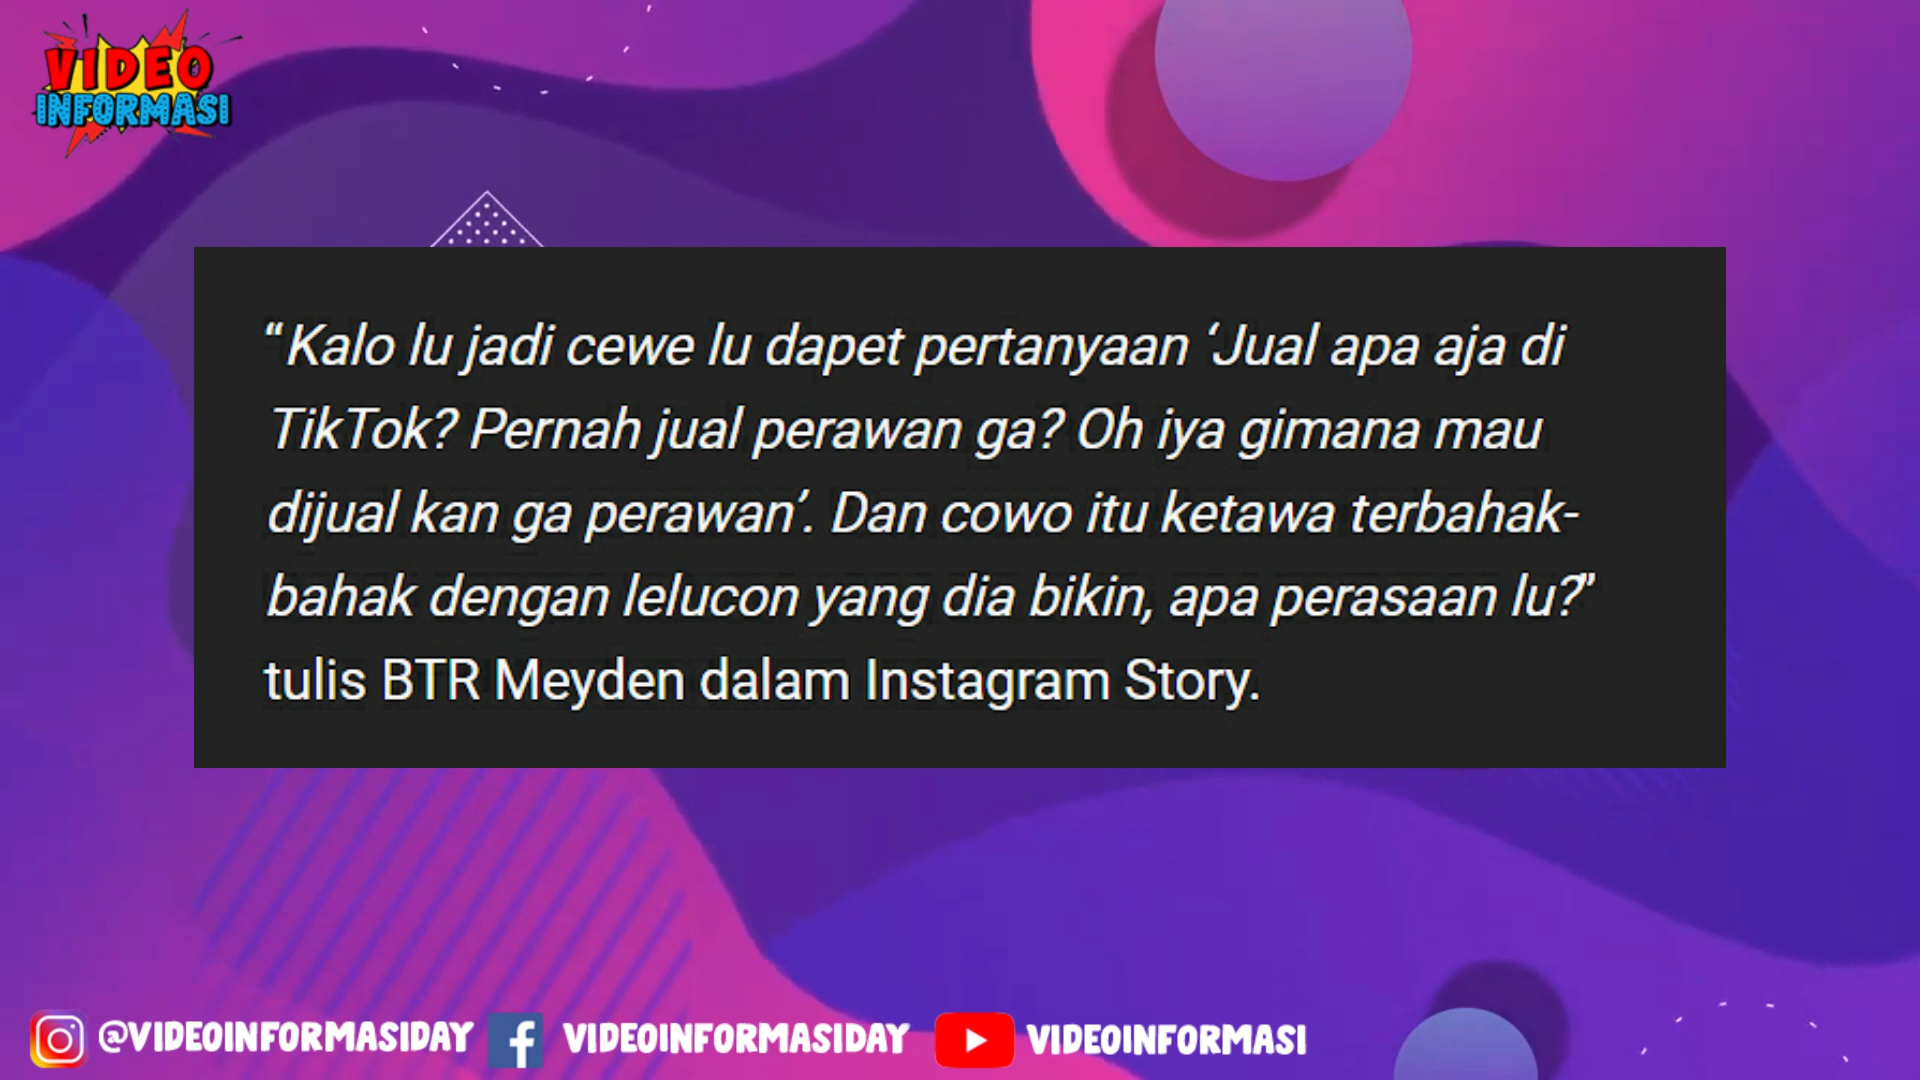 VIDEO
INFORMASI
“Kalo lu jadi cewe lu dapet pertanyaan ‘Jual apa aja di
TikTok? Pernah jual perawan ga? Oh iya gimana mau
dijual kan ga perawan’. Dan cowo itu ketawa terbahak-
bahak dengan lelucon yang dia bikin, apa perasaan lu?”
tulis BTR Meyden dalam Instagram Story.
@VIDEOINFORMASIDAY VIDEOINFORMASIDAY VIDEOINFORMASI